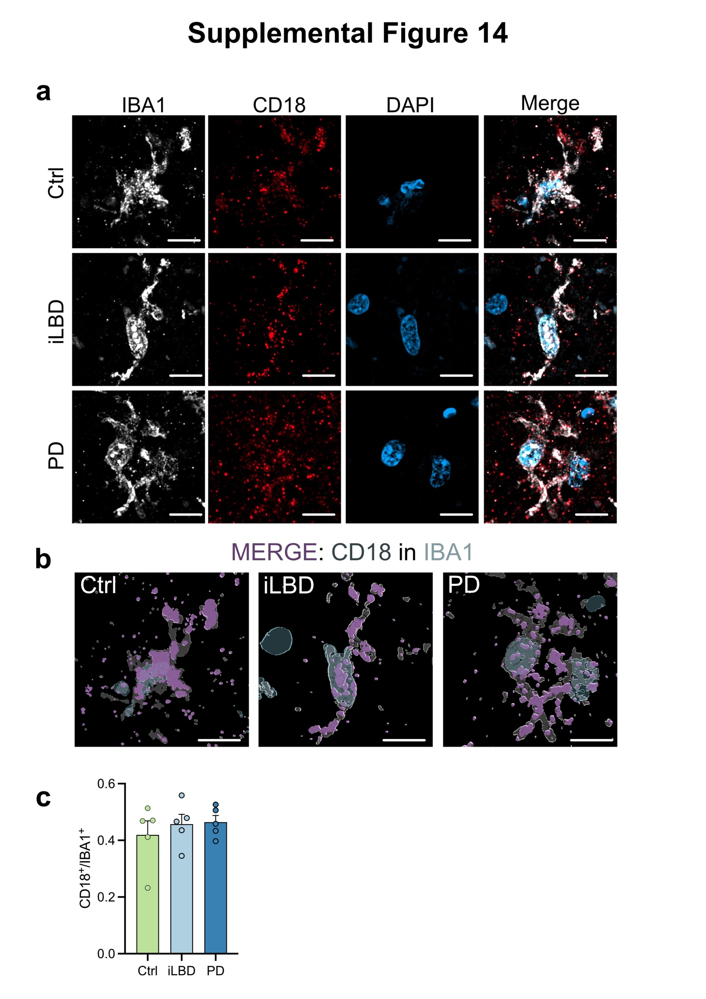 Supplemental Figure 14
a
IBA1 CD18 DAPI Merge
Ctrl
iLBD
PD
b
MERGE: CD18 in IBA1
Ctrl iLBD PD
c
CD18⁺/IBA1⁺
0.6
0.4
0.2
0.0
Ctrl iLBD PD